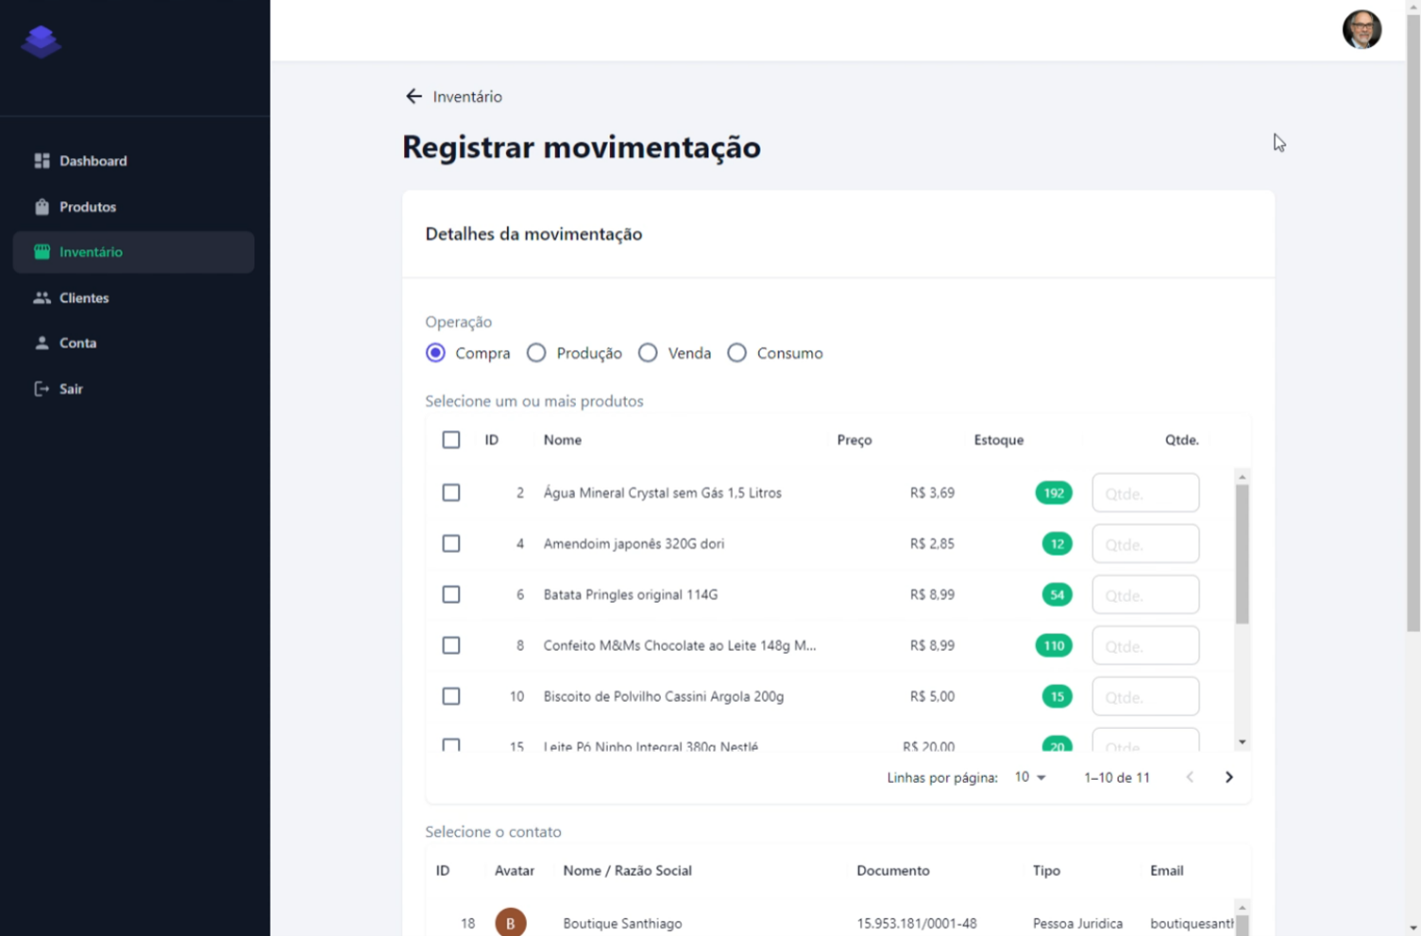 Inventário
Registrar movimentação
Dashboard
Produtos
Inventário
Clientes
Conta
Sair
Detalhes da movimentação
Operação
Compra Produção Venda Consumo
Selecione um ou mais produtos
ID Nome Preço Estoque Qtde.
2 Água Mineral Crystal sem Gás 1,5 Litros R$ 3,69 192 Qtde.
4 Amendoim japonês 320G dori R$ 2,85 12 Qtde.
6 Batata Pringles original 114G R$ 8,99 54 Qtde.
8 Confeito M&Ms Chocolate ao Leite 148g M... R$ 8,99 110 Qtde.
10 Biscoito de Polvilho Cassini Argola 200g R$ 5,00 15 Qtde.
15 Leite Pó Ninho Integral 380g Nestlé R$ 20,00 20 Qtde.
Linhas por página: 10 1–10 de 11
Selecione o contato
ID Avatar Nome / Razão Social Documento Tipo Email
18 B Boutique Santhiago 15.953.181/0001-48 Pessoa Juridica boutiquesanth